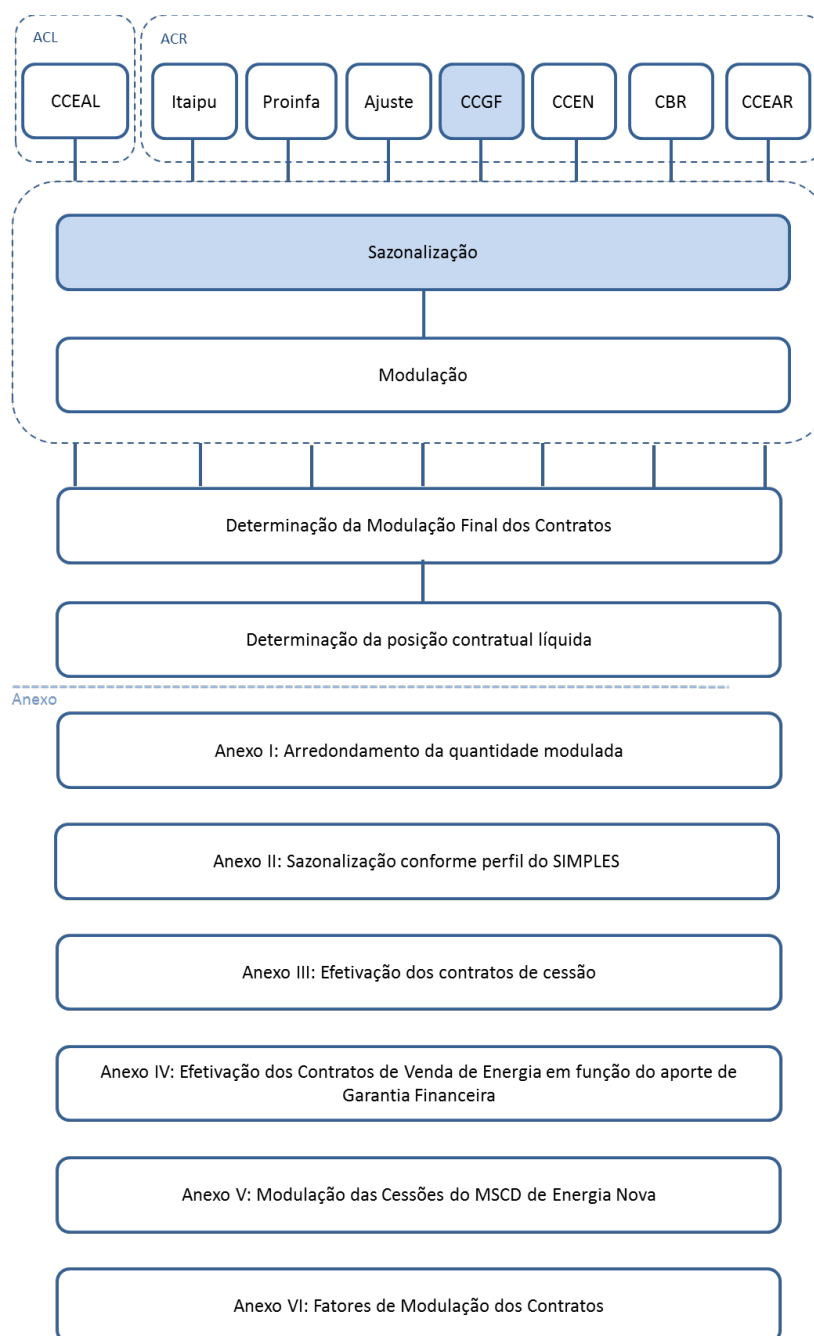 ACL
ACR
CCEAL
Itaipu
Proinfa
Ajuste
CCGF
CCEN
CBR
CCEAR
Sazonalização
Modulação
Determinação da Modulação Final dos Contratos
Determinação da posição contratual líquida
Anexo
Anexo I: Arredondamento da quantidade modulada
Anexo II: Sazonalização conforme perfil do SIMPLES
Anexo III: Efetivação dos contratos de cessão
Anexo IV: Efetivação dos Contratos de Venda de Energia em função do aporte de
Garantia Financeira
Anexo V: Modulação das Cessões do MSCD de Energia Nova
Anexo VI: Fatores de Modulação dos Contratos